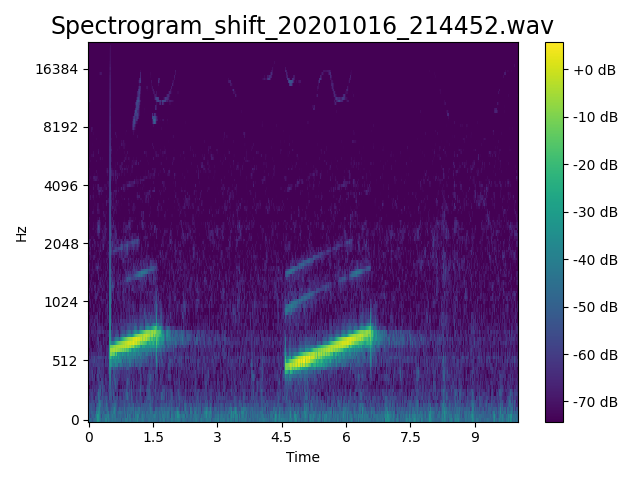 Spectrogram_shift_20201016_214452.wav
16384
8192
4096
2048
1024
512
0
Hz
0 1.5 3 4.5 6 7.5 9
Time
+0 dB
-10 dB
-20 dB
-30 dB
-40 dB
-50 dB
-60 dB
-70 dB